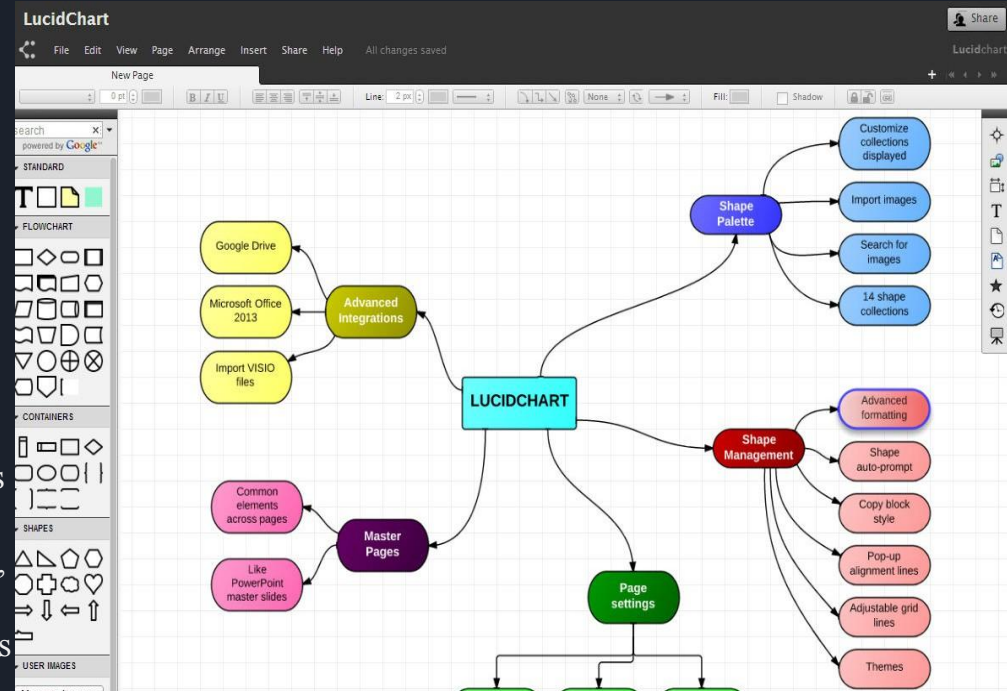 LucidChart
Share
File Edit View Page Arrange Insert Share Help All changes saved
Lucidchart
New Page
0 pt B I U Line: 2 px None Fill: Shadow
search
powered by Google
STANDARD
T
FLOWCHART
CONTAINERS
SHAPES
USER IMAGES
Customize
collections
displayed
Import images
Search for
images
14 shape
collections
Shape
Palette
Google Drive
Microsoft Office
2013
Import VISIO
files
Advanced
Integrations
LUCIDCHART
Shape
Management
Advanced
formatting
Shape
auto-prompt
Copy block
style
Pop-up
alignment lines
Adjustable grid
lines
Themes
Common
elements
across pages
Like
PowerPoint
master slides
Master
Pages
Page
settings